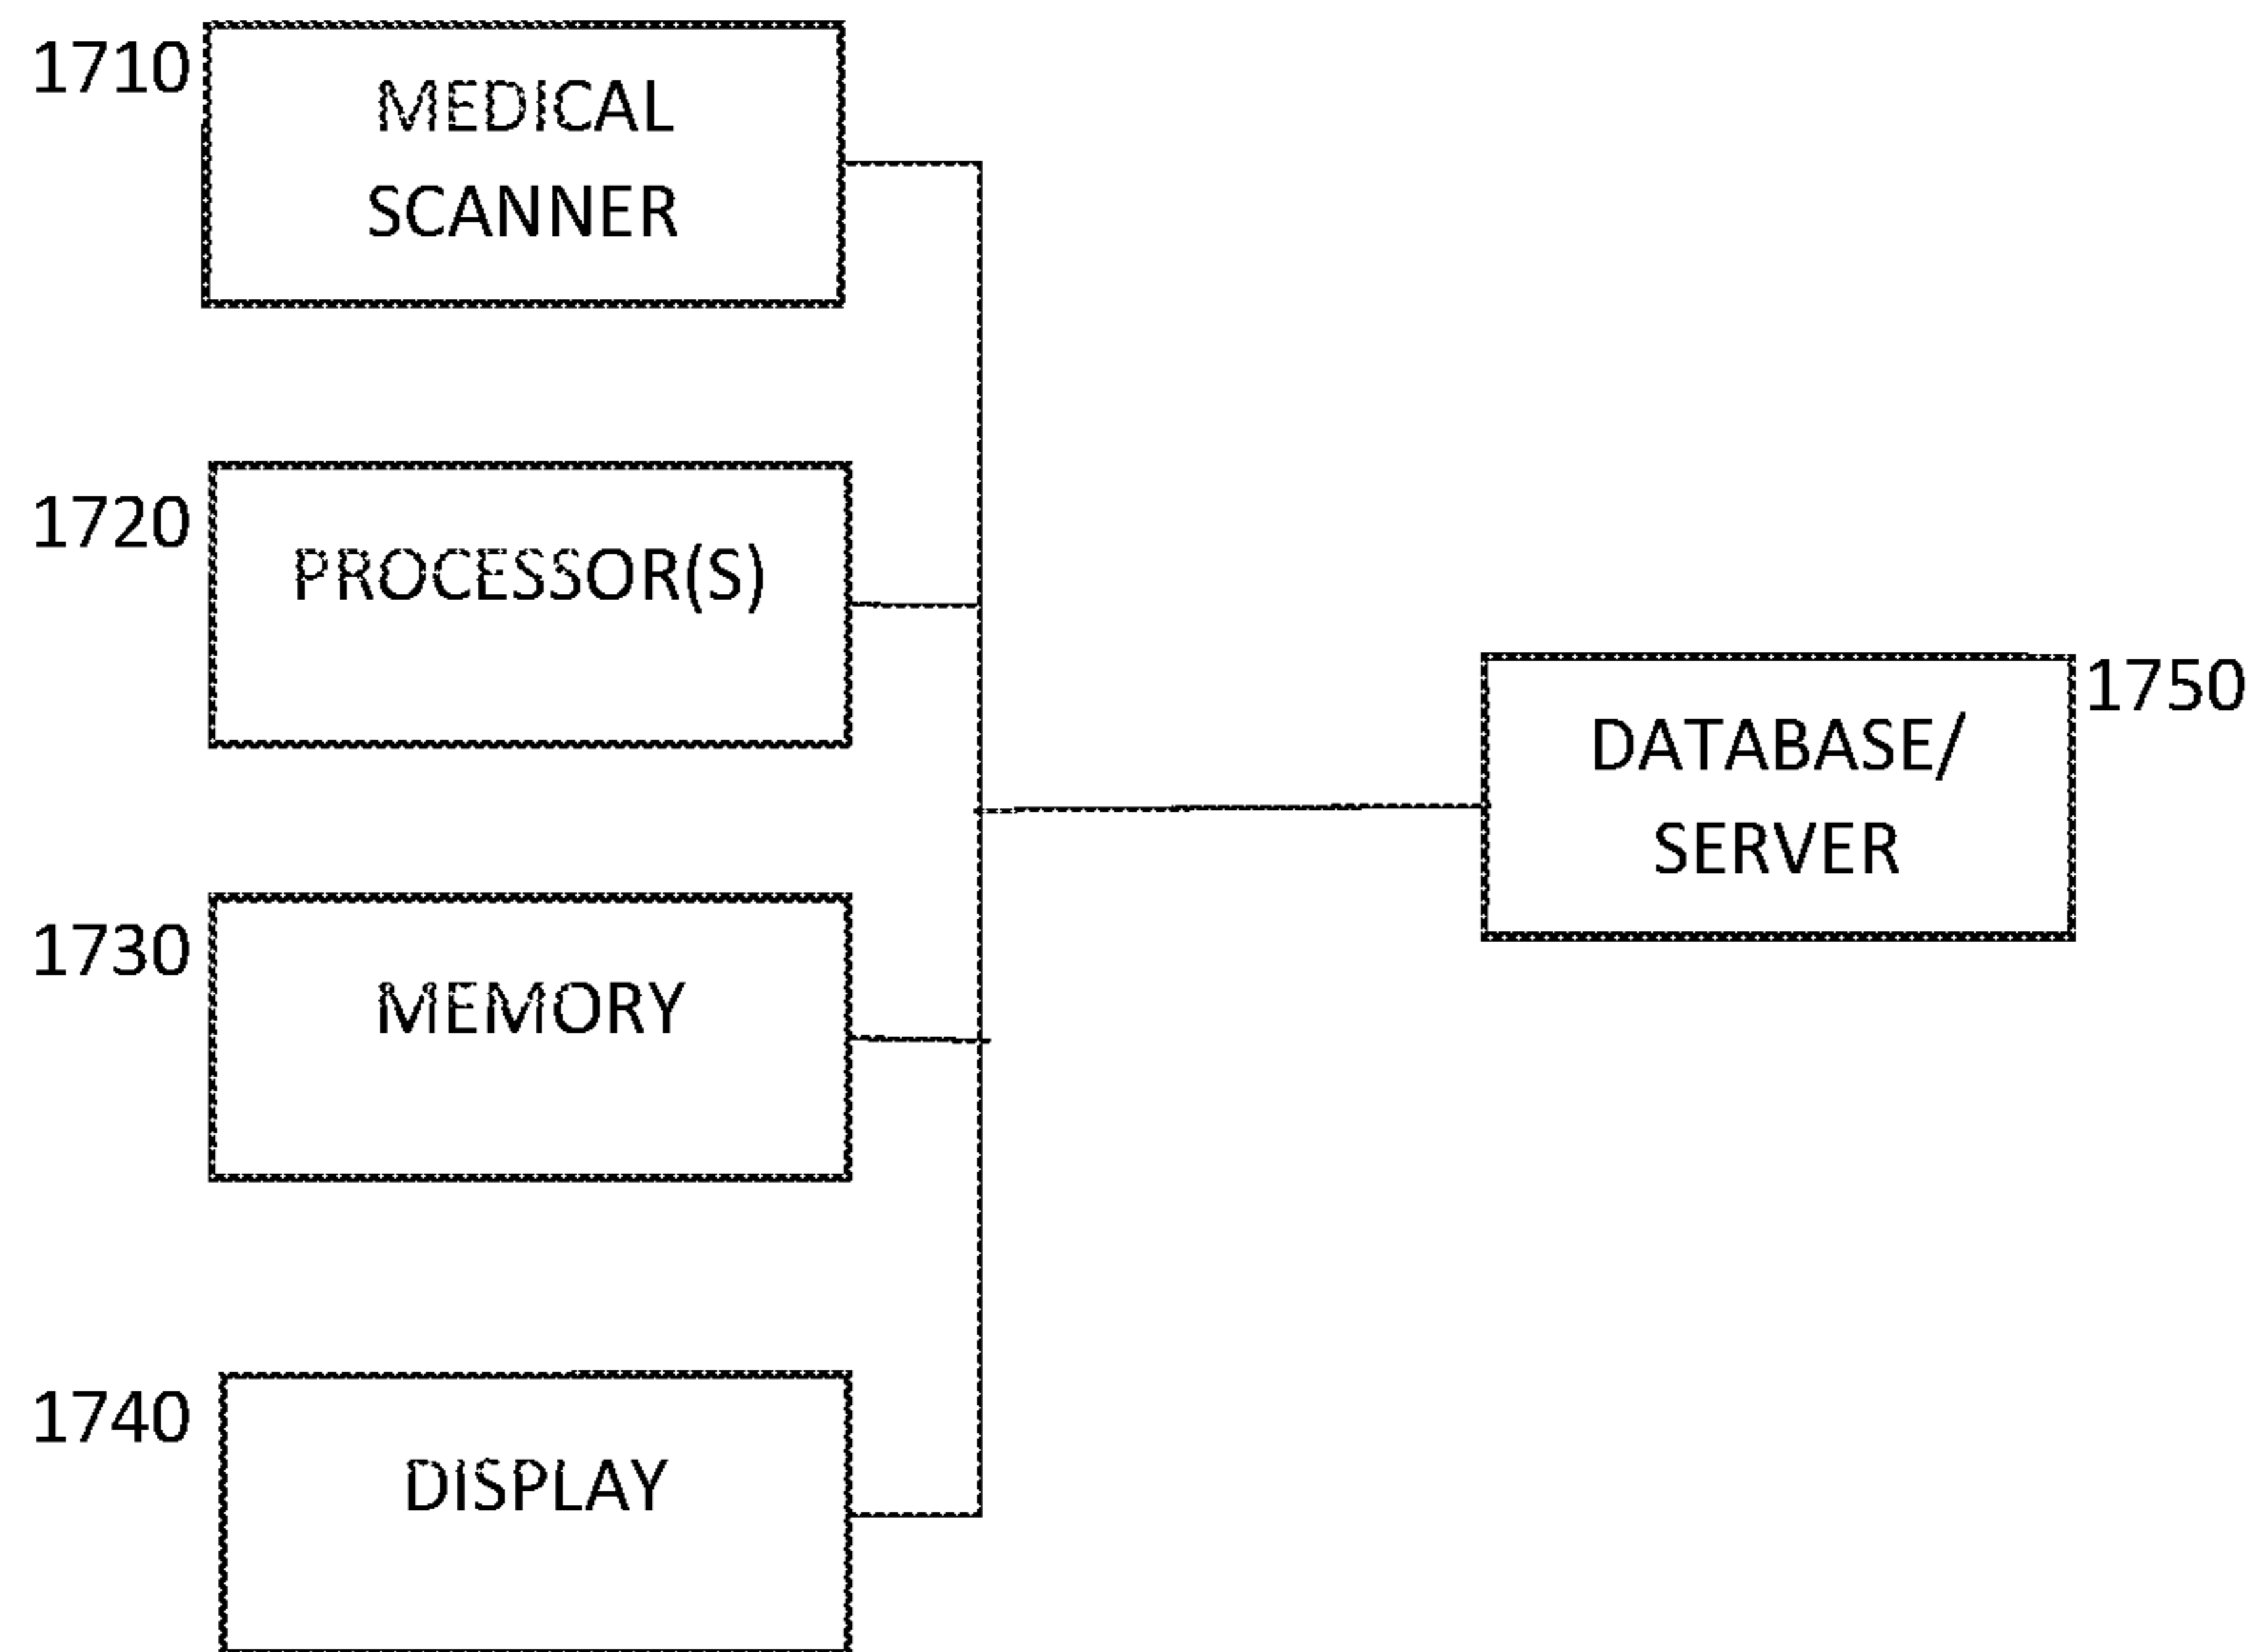 1710
MEDICAL
SCANNER
1720
PROCESSOR(S)
1750
DATABASE/
SERVER
1730
MEMORY
1740
DISPLAY